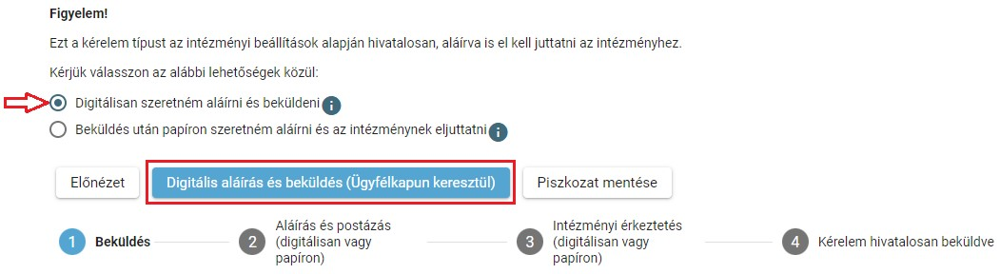 Figyelem!
Ezt a kérelem típust az intézményi beállítások alapján hivatalosan, aláírva is el kell juttatni az intézményhez.
Kérjük válasszon az alábbi lehetőségek közül:
Digitálisan szeretném aláírni és beküldeni i
Beküldés után papíron szeretném aláírni és az intézménynek eljuttatni i
Előnézet
Digitális aláírás és beküldés (Ügyfélkapun keresztül)
Piszkozat mentése
1 Beküldés
2 Aláírás és postázás
(digitálisan vagy
papíron)
3 Intézményi érkeztetés
(digitálisan vagy
papíron)
4 Kérelem hivatalosan beküldve